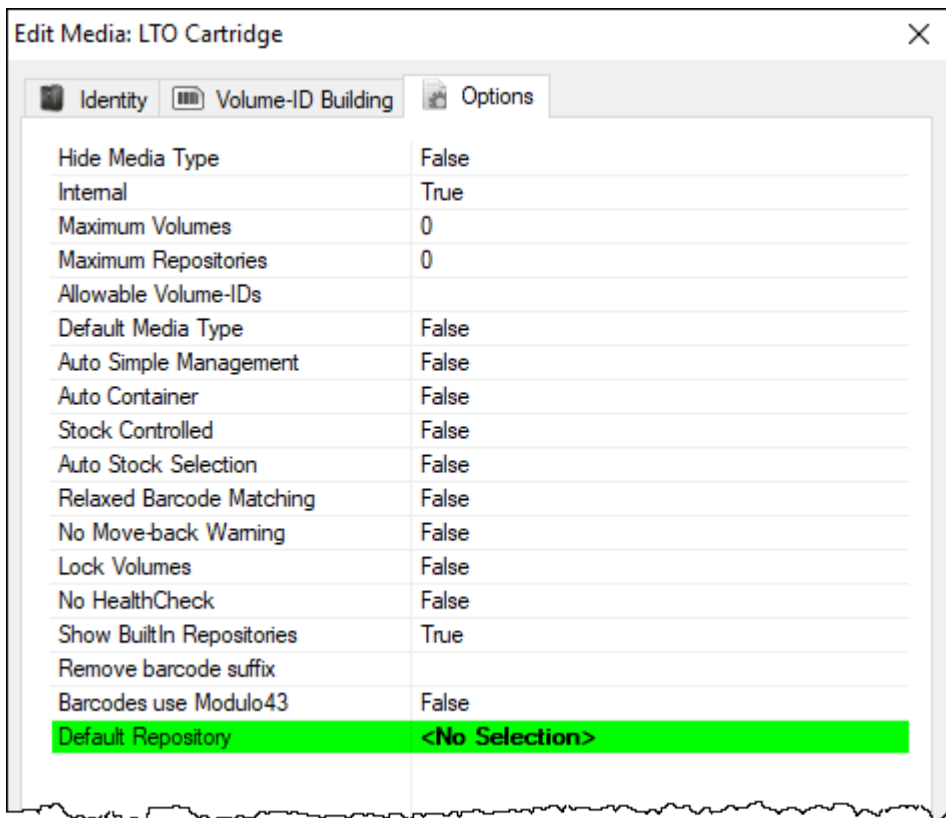 Edit Media: LTO Cartridge
Identity Volume-ID Building Options
Hide Media Type False
Internal True
Maximum Volumes 0
Maximum Repositories 0
Allowable Volume-IDs
Default Media Type False
Auto Simple Management False
Auto Container False
Stock Controlled False
Auto Stock Selection False
Relaxed Barcode Matching False
No Move-back Warning False
Lock Volumes False
No HealthCheck False
Show BuiltIn Repositories True
Remove barcode suffix
Barcodes use Modulo43 False
Default Repository <No Selection>